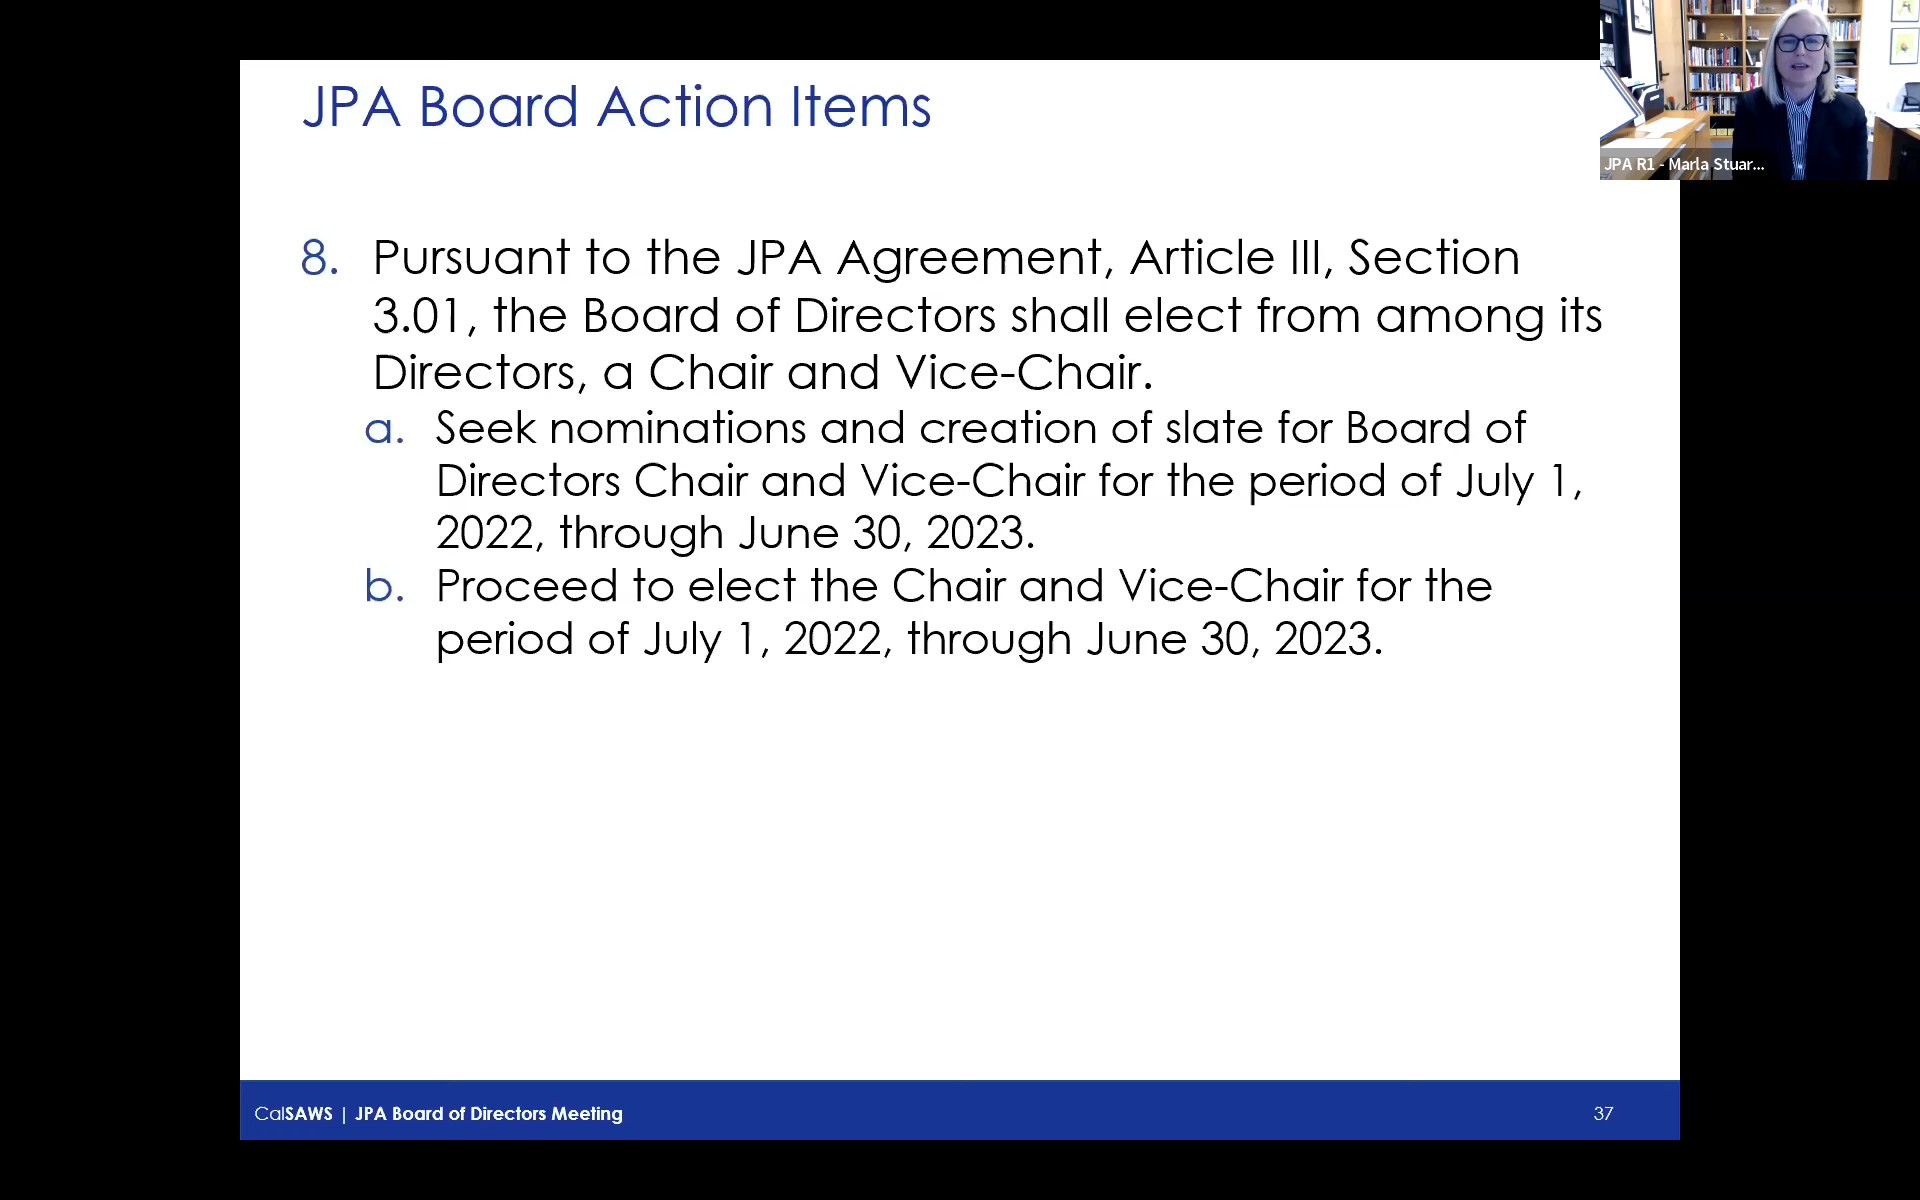 JPA Board Action Items
JPA R1 - Marla Stuar...
8. Pursuant to the JPA Agreement, Article III, Section
3.01, the Board of Directors shall elect from among its
Directors, a Chair and Vice-Chair.
a. Seek nominations and creation of slate for Board of
Directors Chair and Vice-Chair for the period of July 1,
2022, through June 30, 2023.
b. Proceed to elect the Chair and Vice-Chair for the
period of July 1, 2022, through June 30, 2023.
CalSAWS | JPA Board of Directors Meeting
37